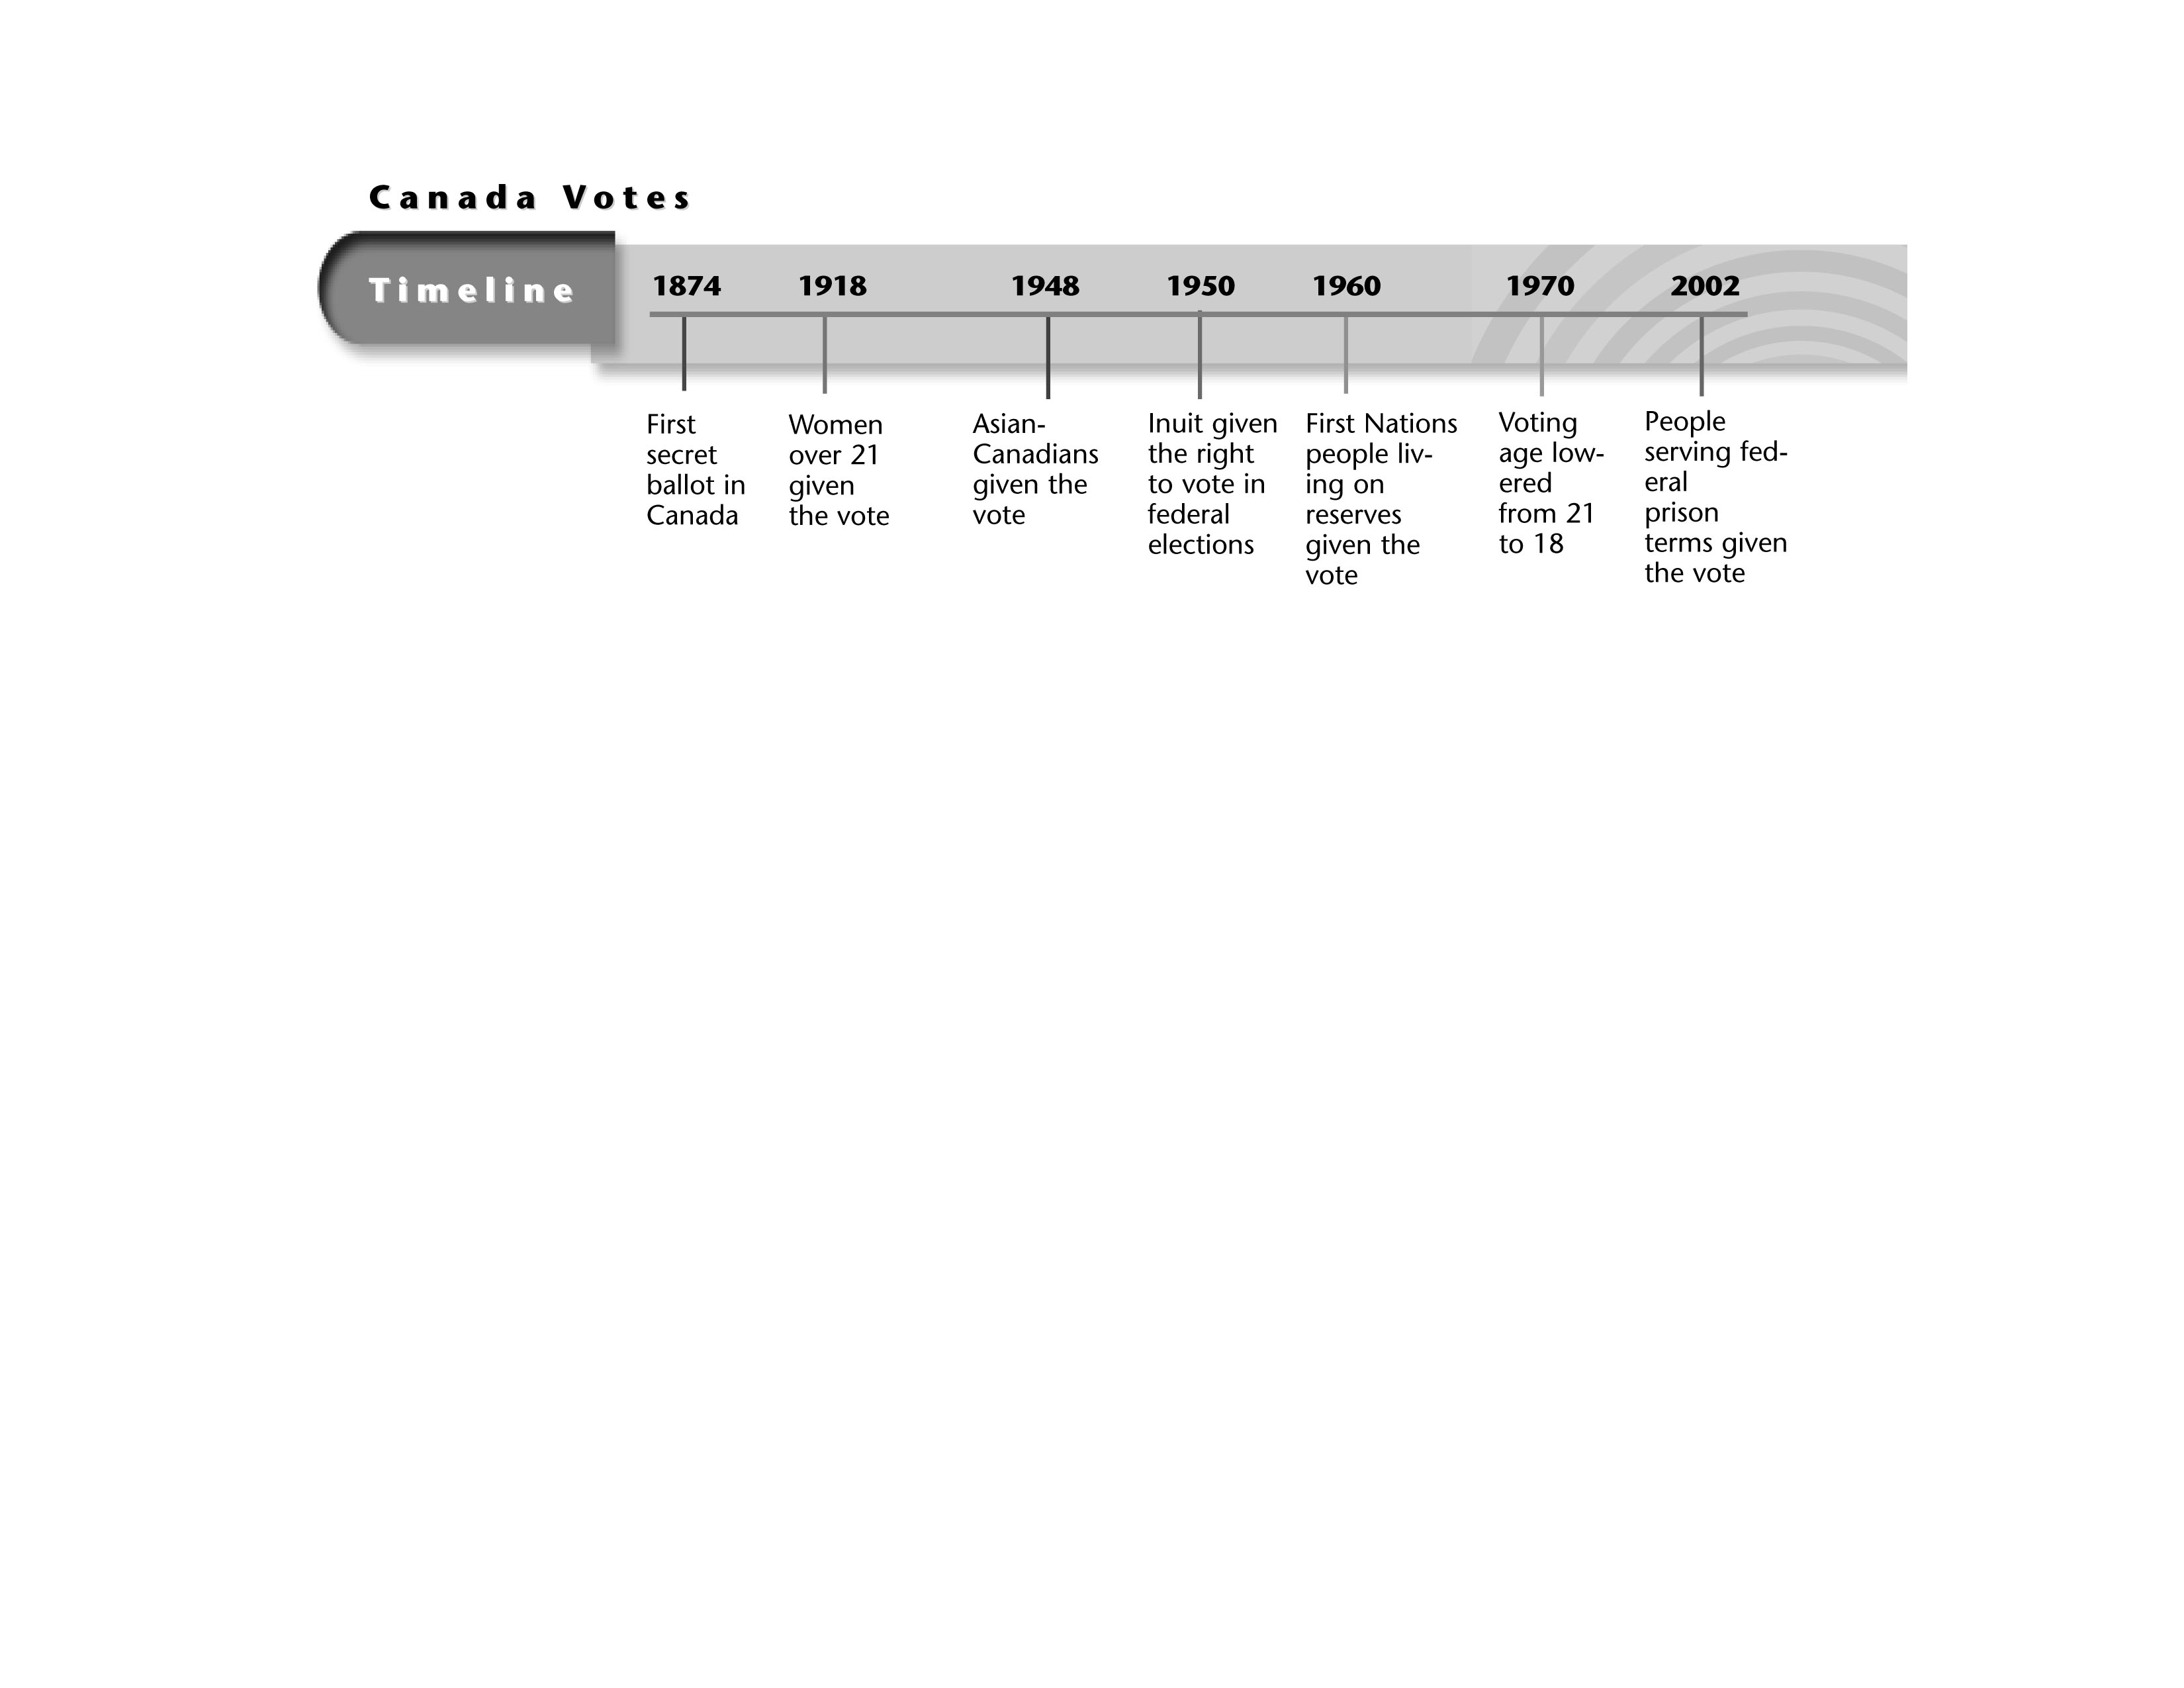 Canada Votes
Timeline
1874
1918
1948
1950
1960
1970
2002
First
secret
ballot in
Canada
Women
over 21
given
the vote
Asian-
Canadians
given the
vote
Inuit given
the right
to vote in
federal
elections
First Nations
people liv-
ing on
reserves
given the
vote
Voting
age low-
ered
from 21
to 18
People
serving fed-
eral
prison
terms given
the vote